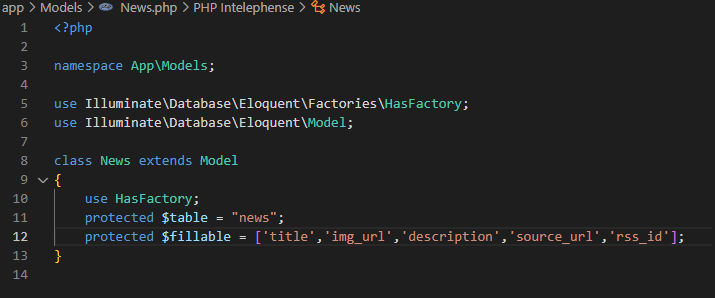 app > Models > News.php > PHP Intelephense > News
1 <?php
2
3 namespace App\Models;
4
5 use Illuminate\Database\Eloquent\Factories\HasFactory;
6 use Illuminate\Database\Eloquent\Model;
7
8 class News extends Model
9 {
10 use HasFactory;
11 protected $table = "news";
12 protected $fillable = ['title','img_url','description','source_url','rss_id'];
13 }
14